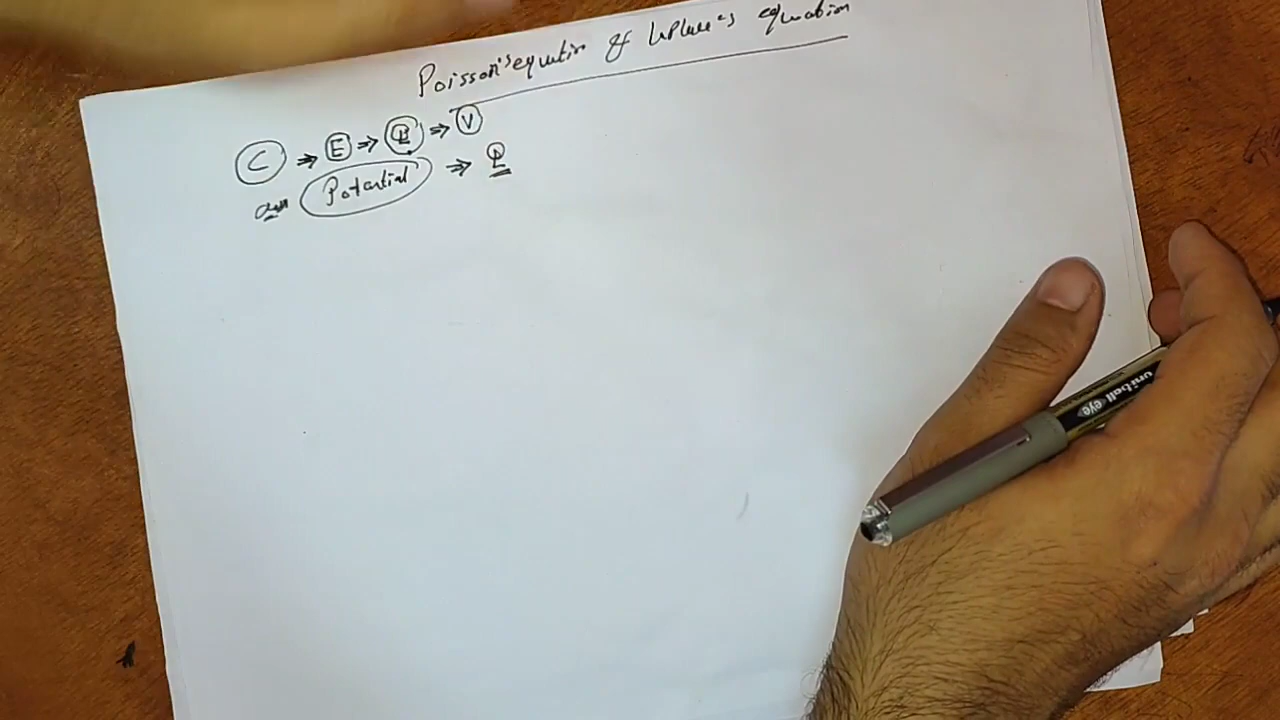 Poisson's equation & Laplace's equation
C ⇒ E ⇒ ⇒ V
Potential ⇒
uni-ball eye